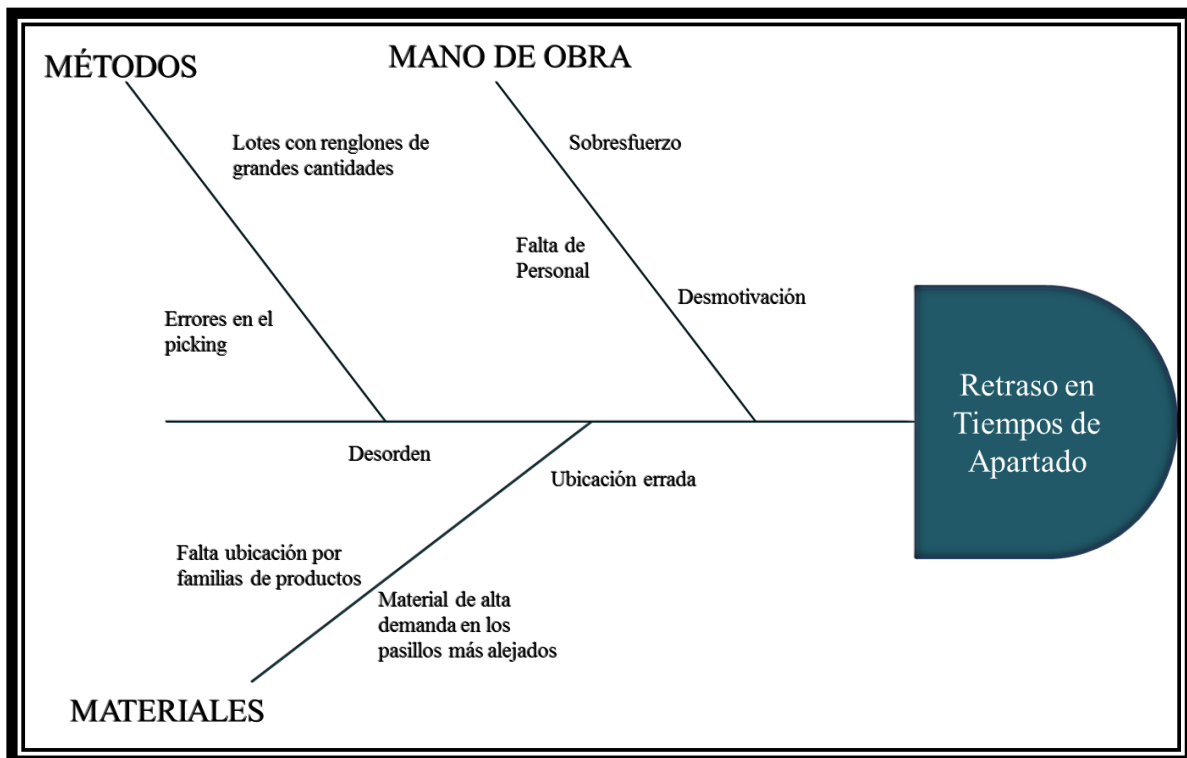 MÉTODOS
MANO DE OBRA
Lotes con renglones de
grandes cantidades
Sobresfuerzo
Falta de
Personal
Desmotivación
Errores en el
picking
Retraso en
Tiempos de
Apartado
Desorden
Ubicación errada
Falta ubicación por
familias de productos
Material de alta
demanda en los
pasillos más alejados
MATERIALES